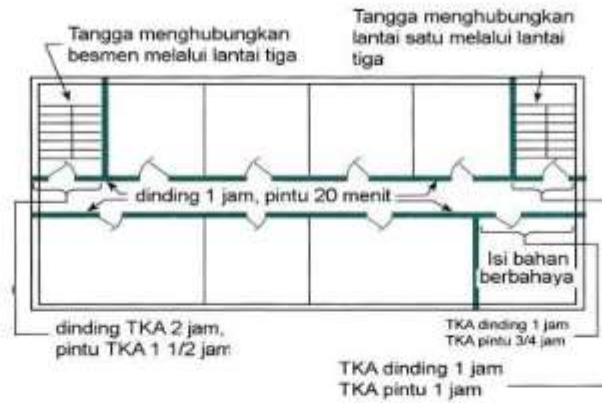 Tangga menghubungkan
besmen melalui lantai tiga
Tangga menghubungkan
lantai satu melalui lantai
tiga
dinding 1 jam, pintu 20 menit
Isi bahan
berbahaya
dinding TKA 2 jam,
pintu TKA 1 1/2 jam
TKA dinding 1 jam
TKA pintu 3/4 jam
TKA dinding 1 jam
TKA pintu 1 jam